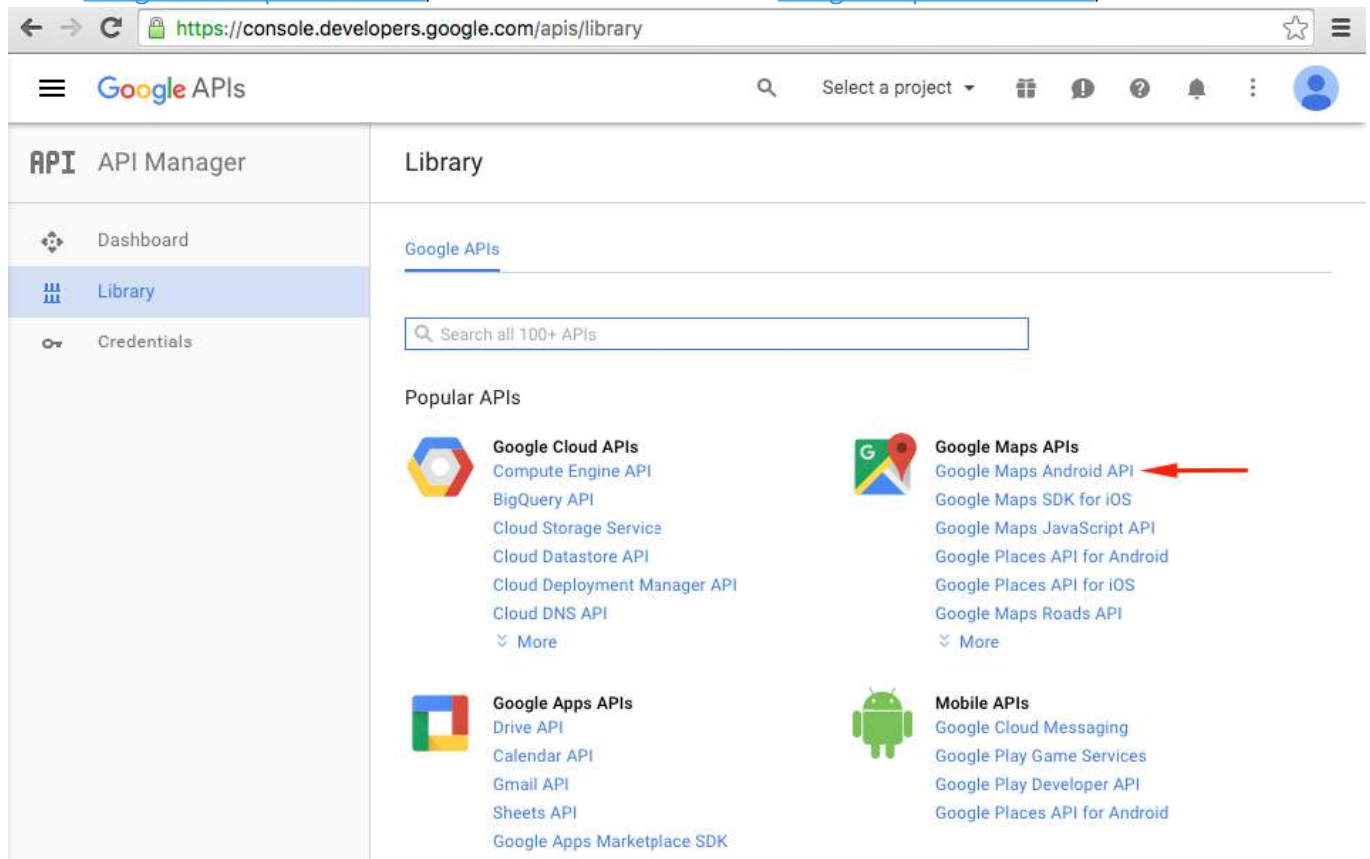 https://console.developers.google.com/apis/library
Google APIs
Select a project
API API Manager
Library
Dashboard
Library
Credentials
Google APIs
Search all 100+ APIs
Popular APIs
Google Cloud APIs
Compute Engine API
BigQuery API
Cloud Storage Service
Cloud Datastore API
Cloud Deployment Manager API
Cloud DNS API
More
G
Google Maps APIs
Google Maps Android API
Google Maps SDK for iOS
Google Maps JavaScript API
Google Places API for Android
Google Places API for iOS
Google Maps Roads API
More
Google Apps APIs
Drive API
Calendar API
Gmail API
Sheets API
Google Apps Marketplace SDK
Mobile APIs
Google Cloud Messaging
Google Play Game Services
Google Play Developer API
Google Places API for Android